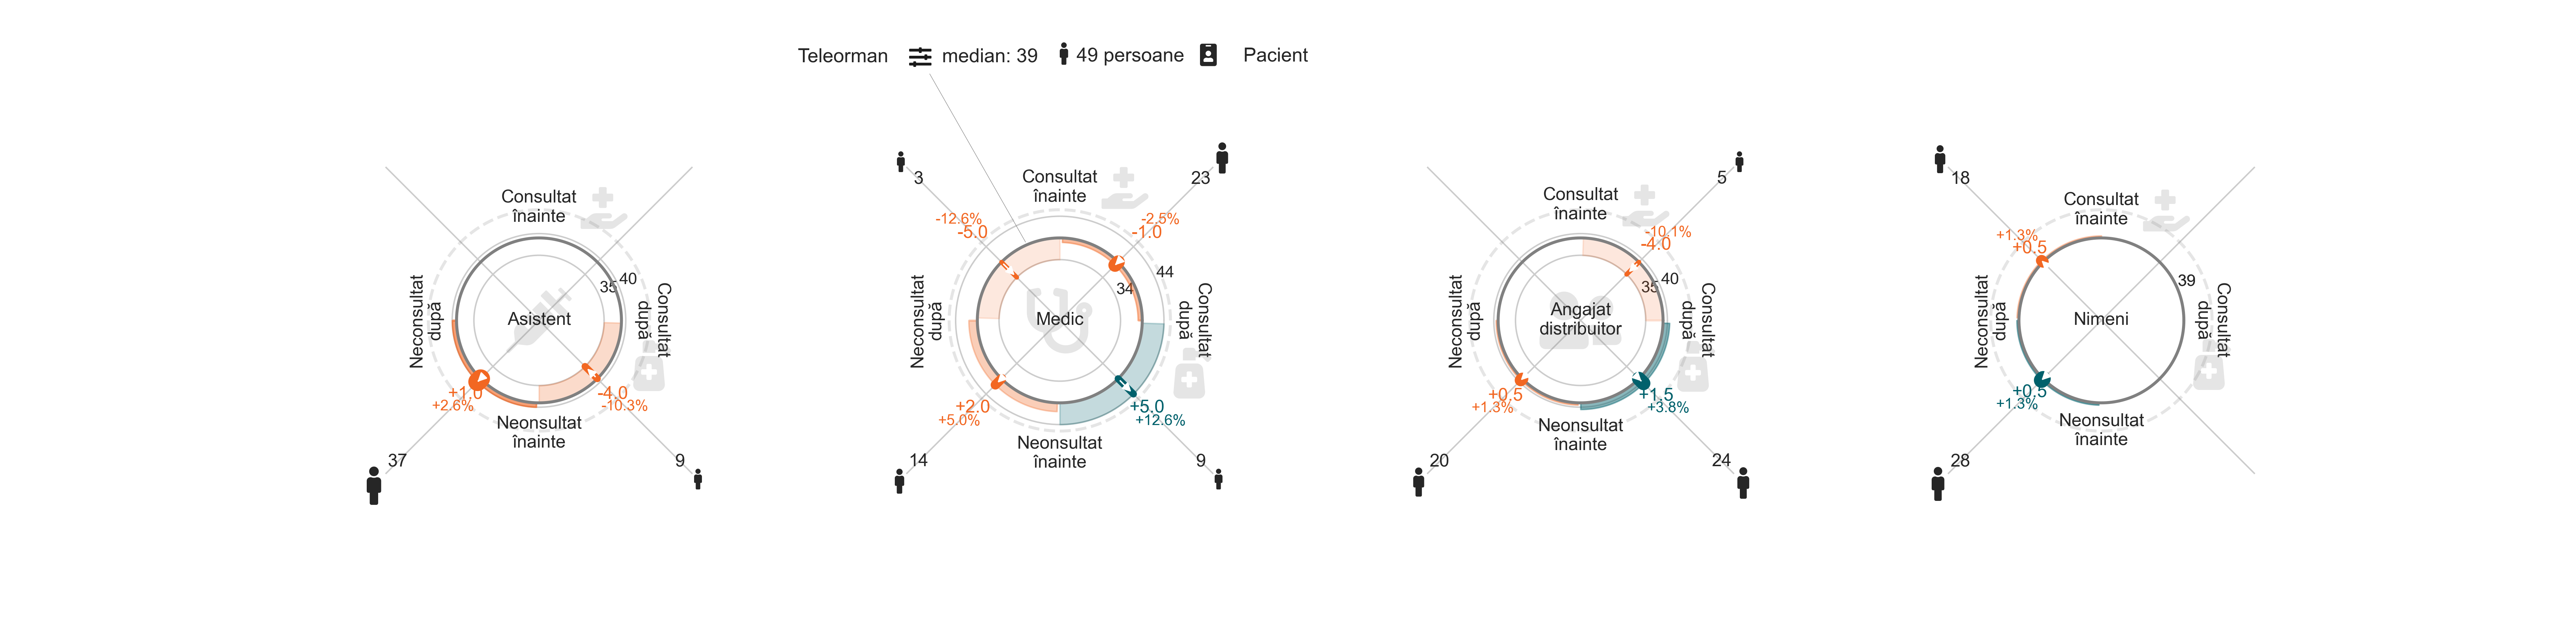 Teleorman median: 39 49 persoane Pacient
Consultat
înainte
Neconsultat
după
Consultat
după
Asistent
35
40
+1.0
+2.6%
-4.0
-10.3%
Neonsultat
înainte
37
9
3
23
Consultat
înainte
-12.6%
-5.0
-2.5%
-1.0
Neconsultat
după
Consultat
după
Medic
34
44
+2.0
+5.0%
+5.0
+12.6%
Neonsultat
înainte
14
9
5
Consultat
înainte
-10.1%
-4.0
Neconsultat
după
Consultat
după
Angajat
distribuitor
35
40
+0.5
+1.3%
+1.5
+3.8%
Neonsultat
înainte
20
24
18
Consultat
înainte
+1.3%
+0.5
Neconsultat
după
Consultat
după
Nimeni
39
+0.5
+1.3%
Neonsultat
înainte
28